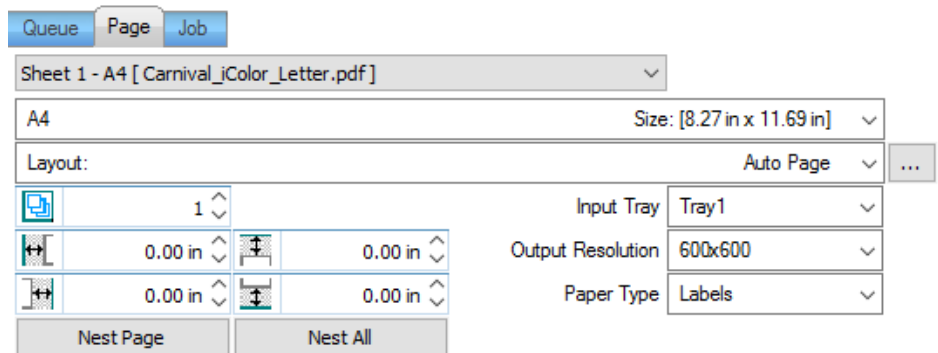 Queue Page Job
Sheet 1 - A4 [ Carnival_iColor_Letter.pdf ]
A4 Size: [8.27 in x 11.69 in]
Layout: Auto Page ...
1 Input Tray Tray1
0.00 in 0.00 in Output Resolution 600x600
0.00 in 0.00 in Paper Type Labels
Nest Page Nest All